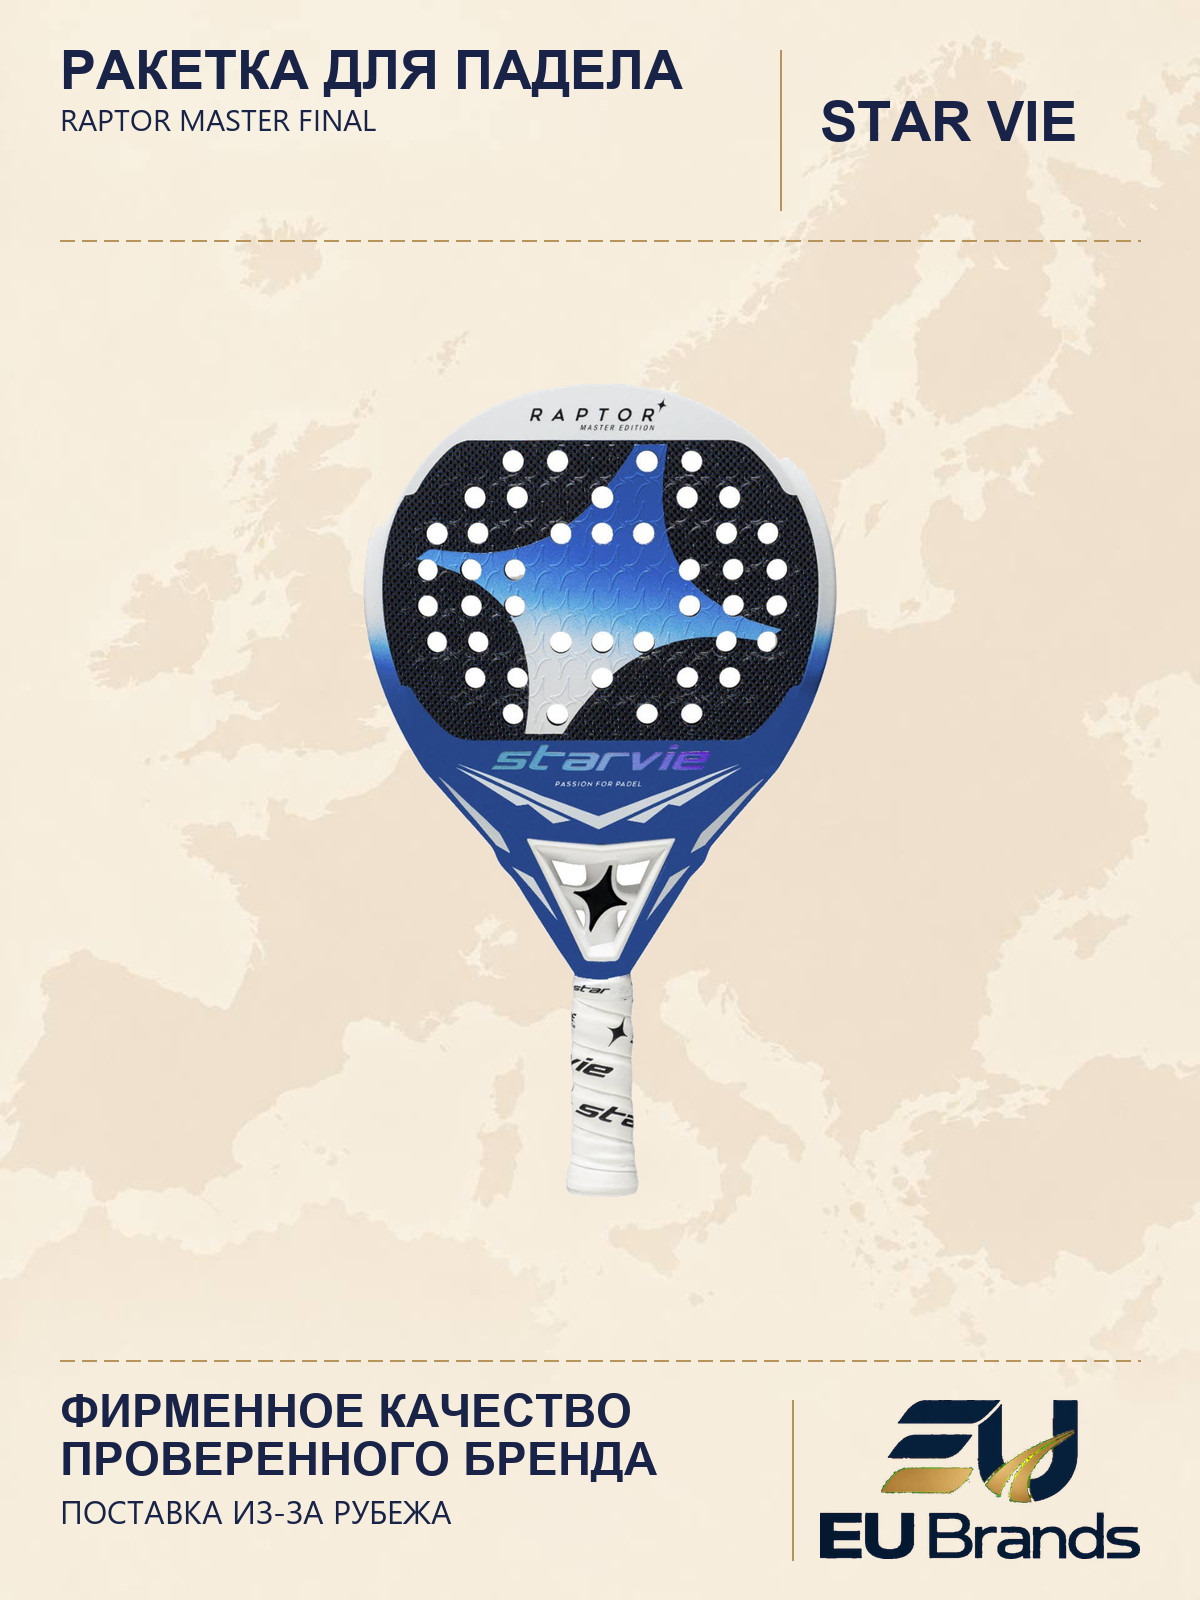 РАКЕТКА ДЛЯ ПАДЕЛА
RAPTOR MASTER FINAL
STAR VIE
RAPTOR
MASTER EDITION
starvie
PASSION FOR PADEL
star
vie
sta
ФИРМЕННОЕ КАЧЕСТВО
ПРОВЕРЕННОГО БРЕНДА
ПОСТАВКА ИЗ-ЗА РУБЕЖА
EU
EU Brands